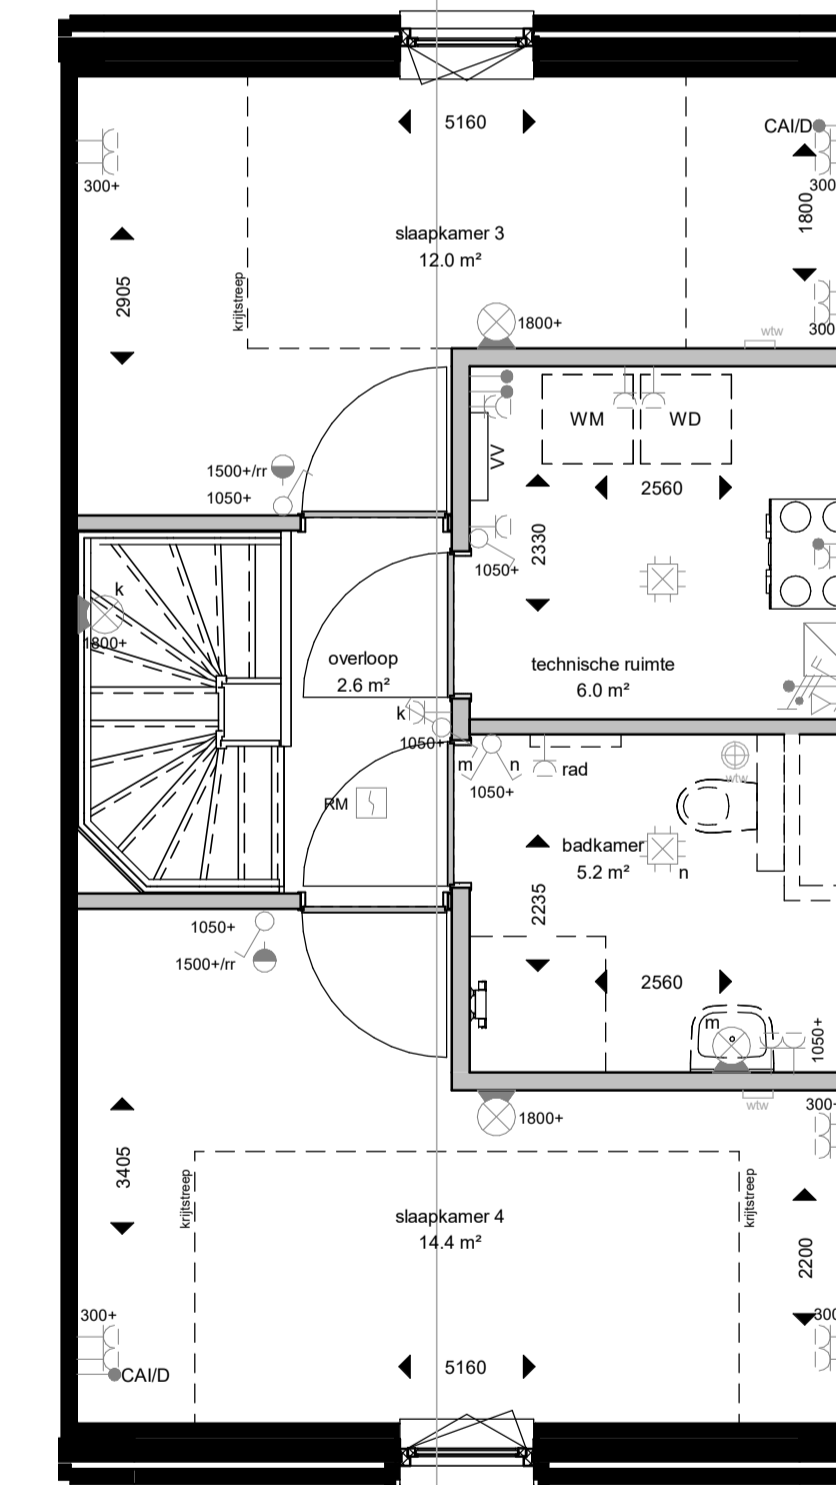 5160
CAI/D
300+
300
1800
slaapkamer 3
12.0 m²
2905
krijtstreep
1800+
300
wtw
WM
WD
VV
1500+/rr
1050+
2560
2330
1050+
k
1800+
overloop
2.6 m²
technische ruimte
6.0 m²
k
1050+
m
n
1050+
rad
wtw
RM
badkamer
5.2 m²
n
2235
1050+
1500+/rr
2560
m
1050+
1800+
wtw
300+
3405
krijtstreep
krijtstreep
slaapkamer 4
14.4 m²
2200
300+
300
CAI/D
5160